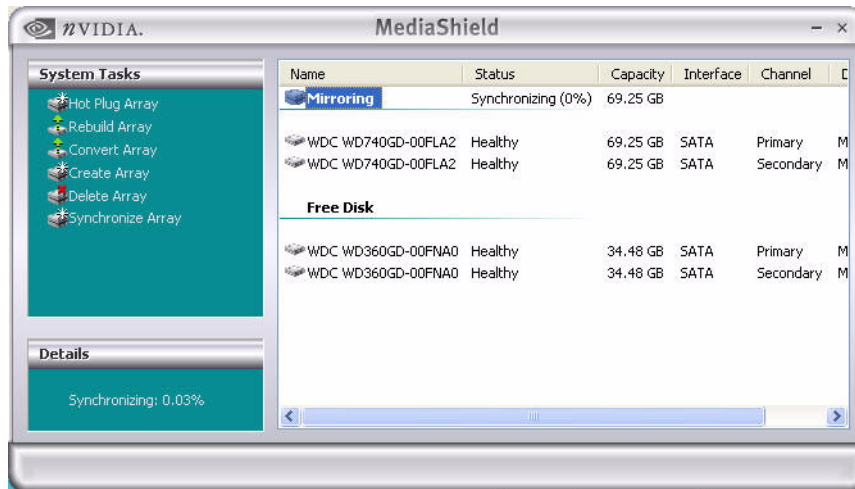 nVIDIA.
MediaShield
System Tasks
Hot Plug Array
Rebuild Array
Convert Array
Create Array
Delete Array
Synchronize Array
Details
Synchronizing: 0.03%
Name Status Capacity Interface Channel D
Mirroring Synchronizing (0%) 69.25 GB
WDC WD740GD-00FLA2 Healthy 69.25 GB SATA Primary M
WDC WD740GD-00FLA2 Healthy 69.25 GB SATA Secondary M
Free Disk
WDC WD360GD-00FNA0 Healthy 34.48 GB SATA Primary M
WDC WD360GD-00FNA0 Healthy 34.48 GB SATA Secondary M